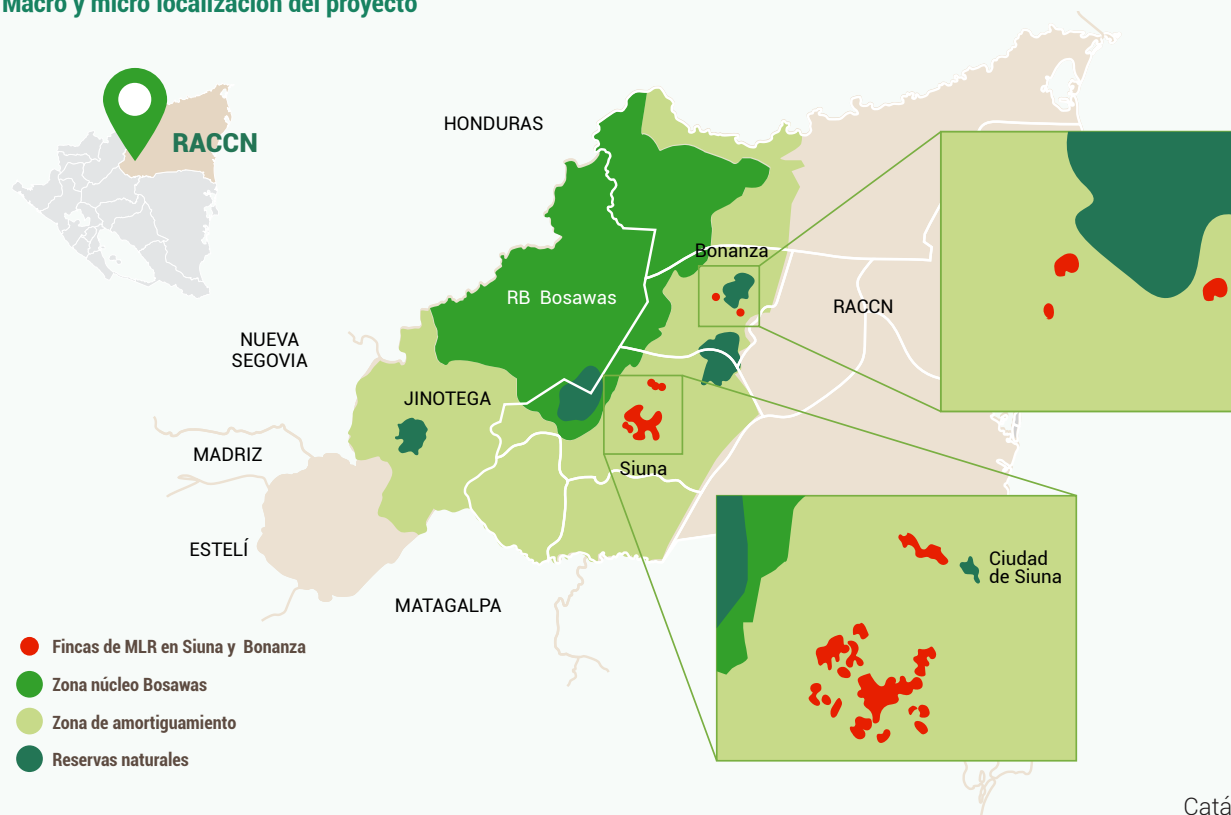 Macro y micro localización del proyecto
RACCN
HONDURAS
Bonanza
RB Bosawas
RACCN
NUEVA
SEGOVIA
JINOTEGA
MADRIZ
Siuna
ESTELÍ
Ciudad
de Siuna
MATAGALPA
Fincas de MLR en Siuna y Bonanza
Zona núcleo Bosawas
Zona de amortiguamiento
Reservas naturales